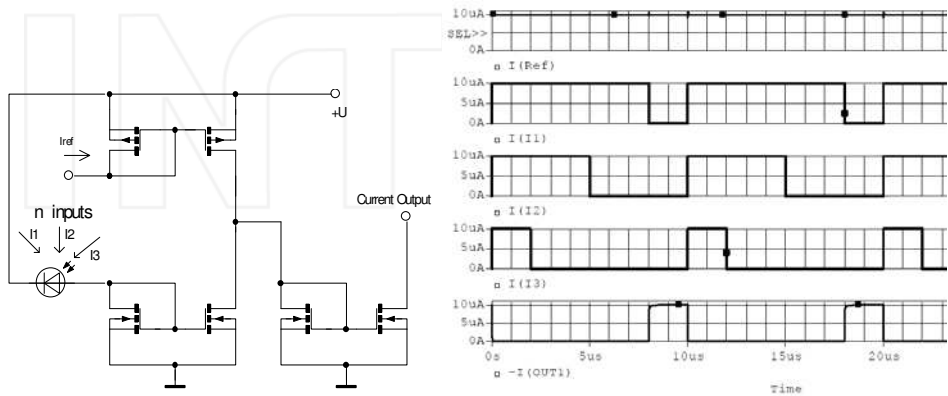 INT
+U
Iref
n inputs
I1
I2
I3
Current Output
10uA
SEL>>
0A
I(Ref)
10uA
5uA
0A
I(I1)
10uA
5uA
0A
I(I2)
10uA
5uA
0A
I(I3)
10uA
5uA
0A
0s
5us
10us
15us
20us
-I(OUT1)
Time